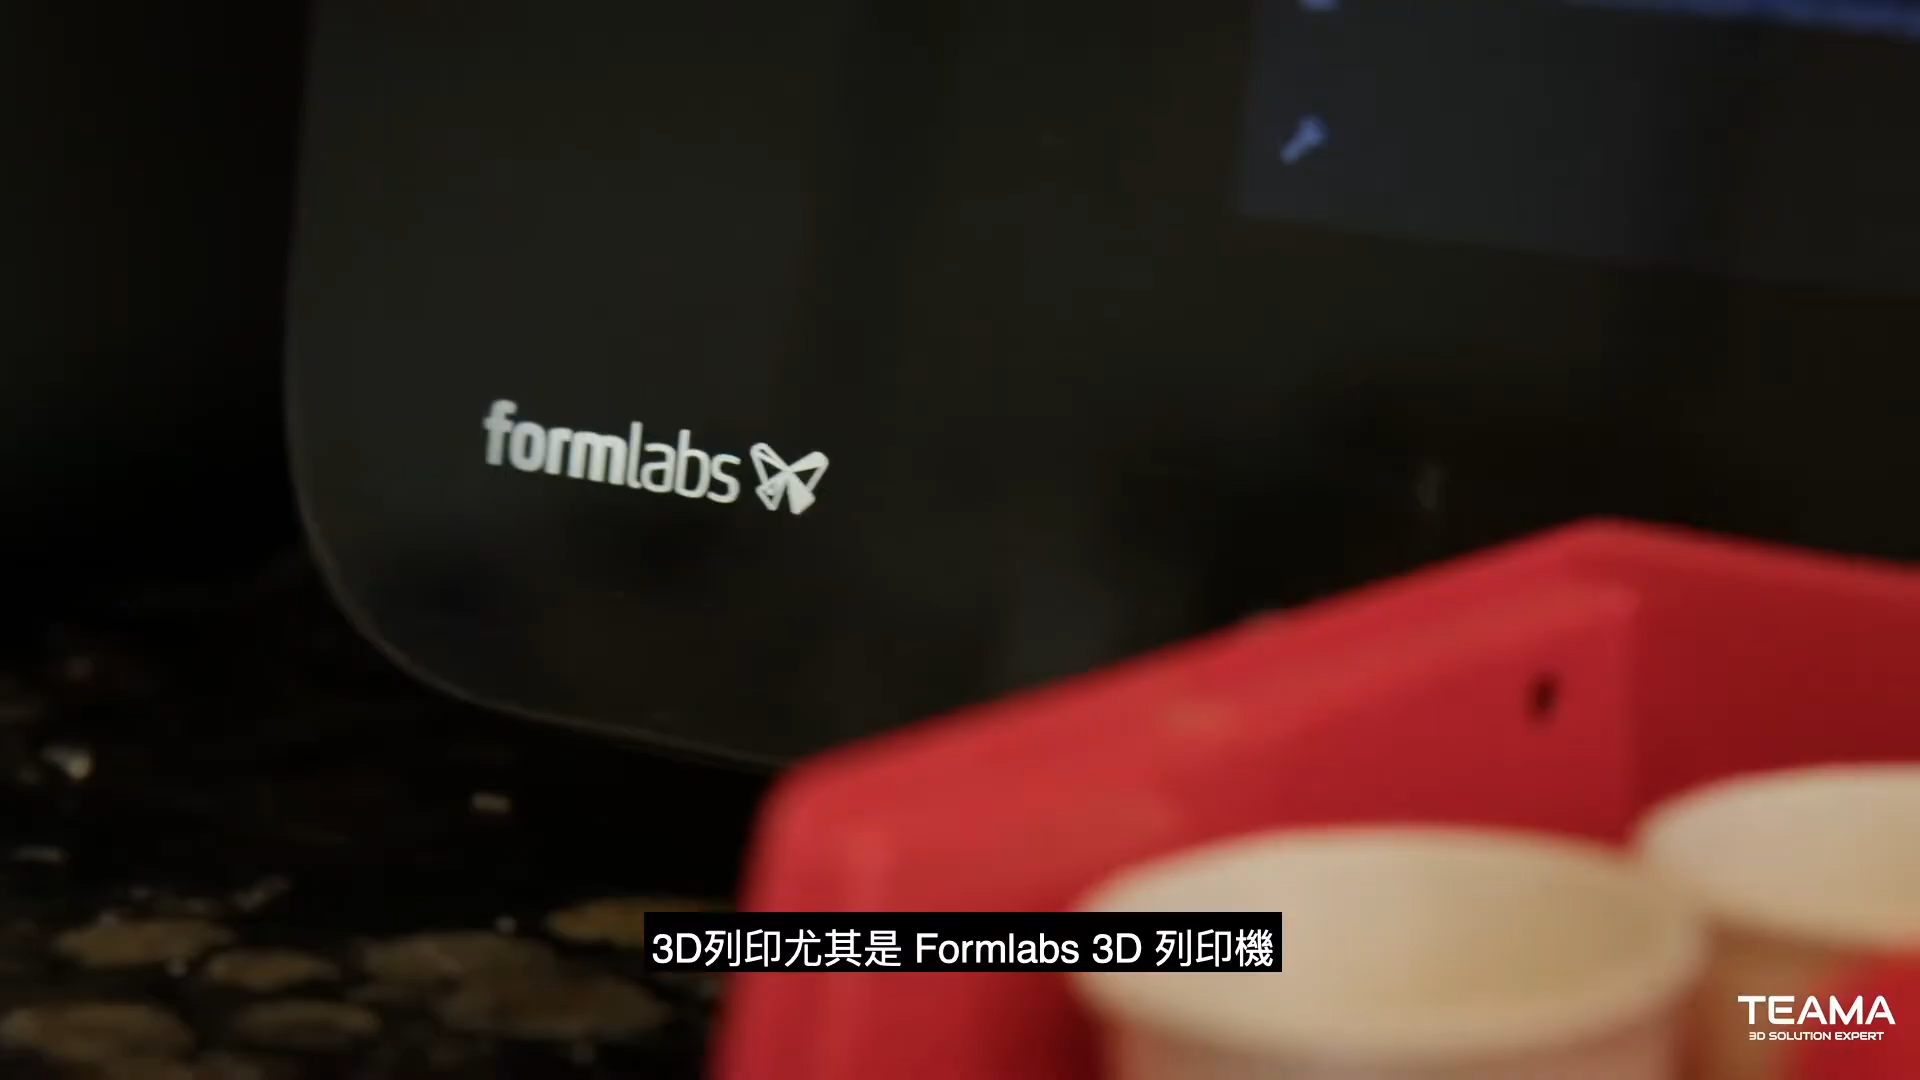 formlabs
3D列印尤其是 Formlabs 3D 列印機
TEAMA
3D SOLUTION EXPERT